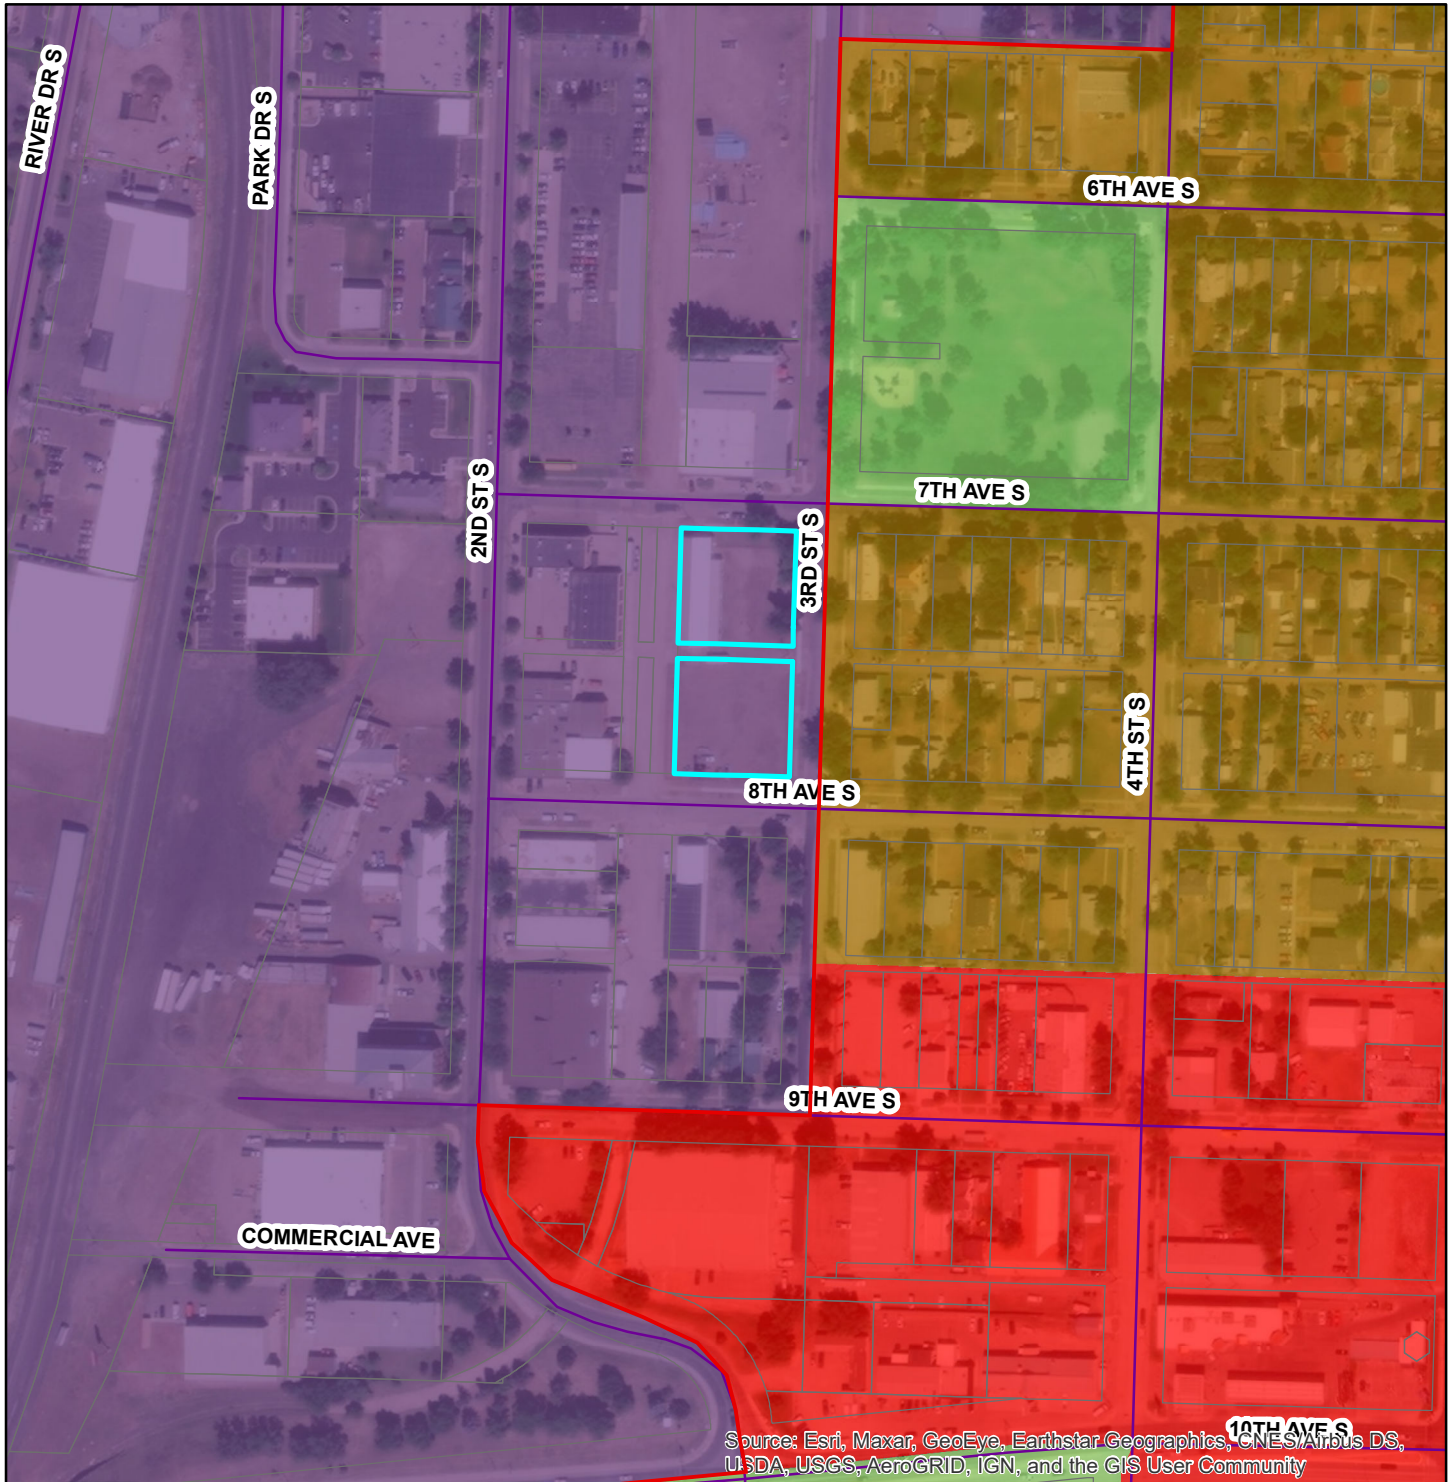 RIVER DR S
PARK DR S
6TH AVE S
7TH AVE S
2ND ST S
3RD ST S
4TH ST S
8TH AVE S
9TH AVE S
COMMERCIAL AVE
10TH AVE S
Source: Esri, Maxar, GeoEye, Earthstar Geographics, CNES/Airbus DS,
USDA, USGS, AeroGRID, IGN, and the GIS User Community